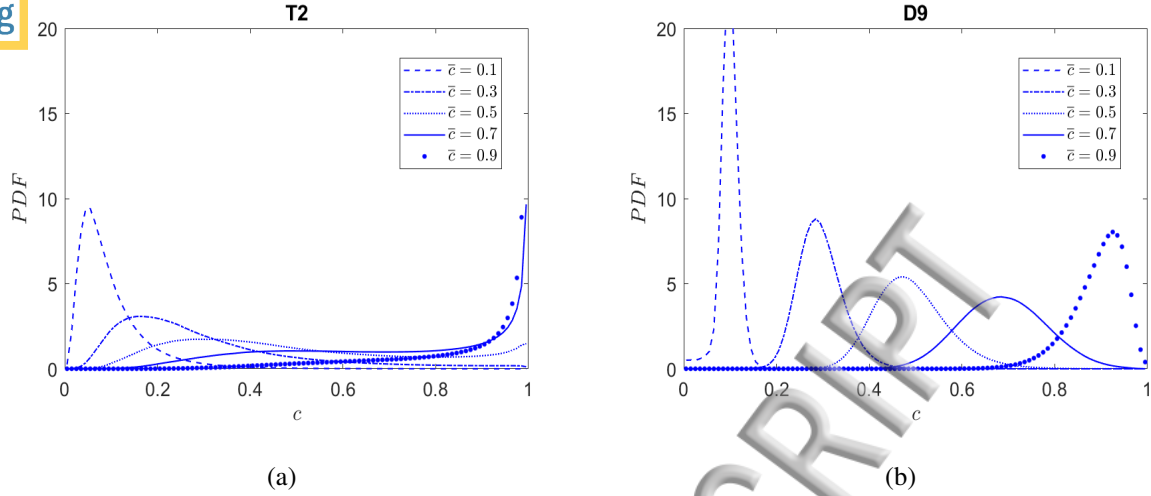 g
T2
20
15
10
5
0
0
0.2
0.4
0.6
0.8
1
c
PDF
c̅ = 0.1
c̅ = 0.3
c̅ = 0.5
c̅ = 0.7
c̅ = 0.9
(a)
D9
20
15
10
5
0
0
0.2
0.4
0.6
0.8
1
c
PDF
c̅ = 0.1
c̅ = 0.3
c̅ = 0.5
c̅ = 0.7
c̅ = 0.9
(b)
CRIPT